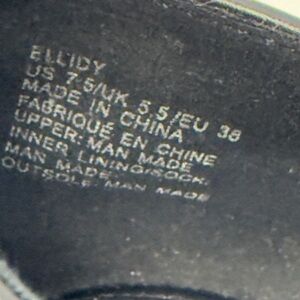 ELLIDY
US 7.5/UK 5.5/EU 38
MADE IN CHINA
FABRIQUÉ EN CHINE
UPPER: MAN MADE
INNER LINING/SOCK:
MAN MADE
OUTSOLE: MAN MADE